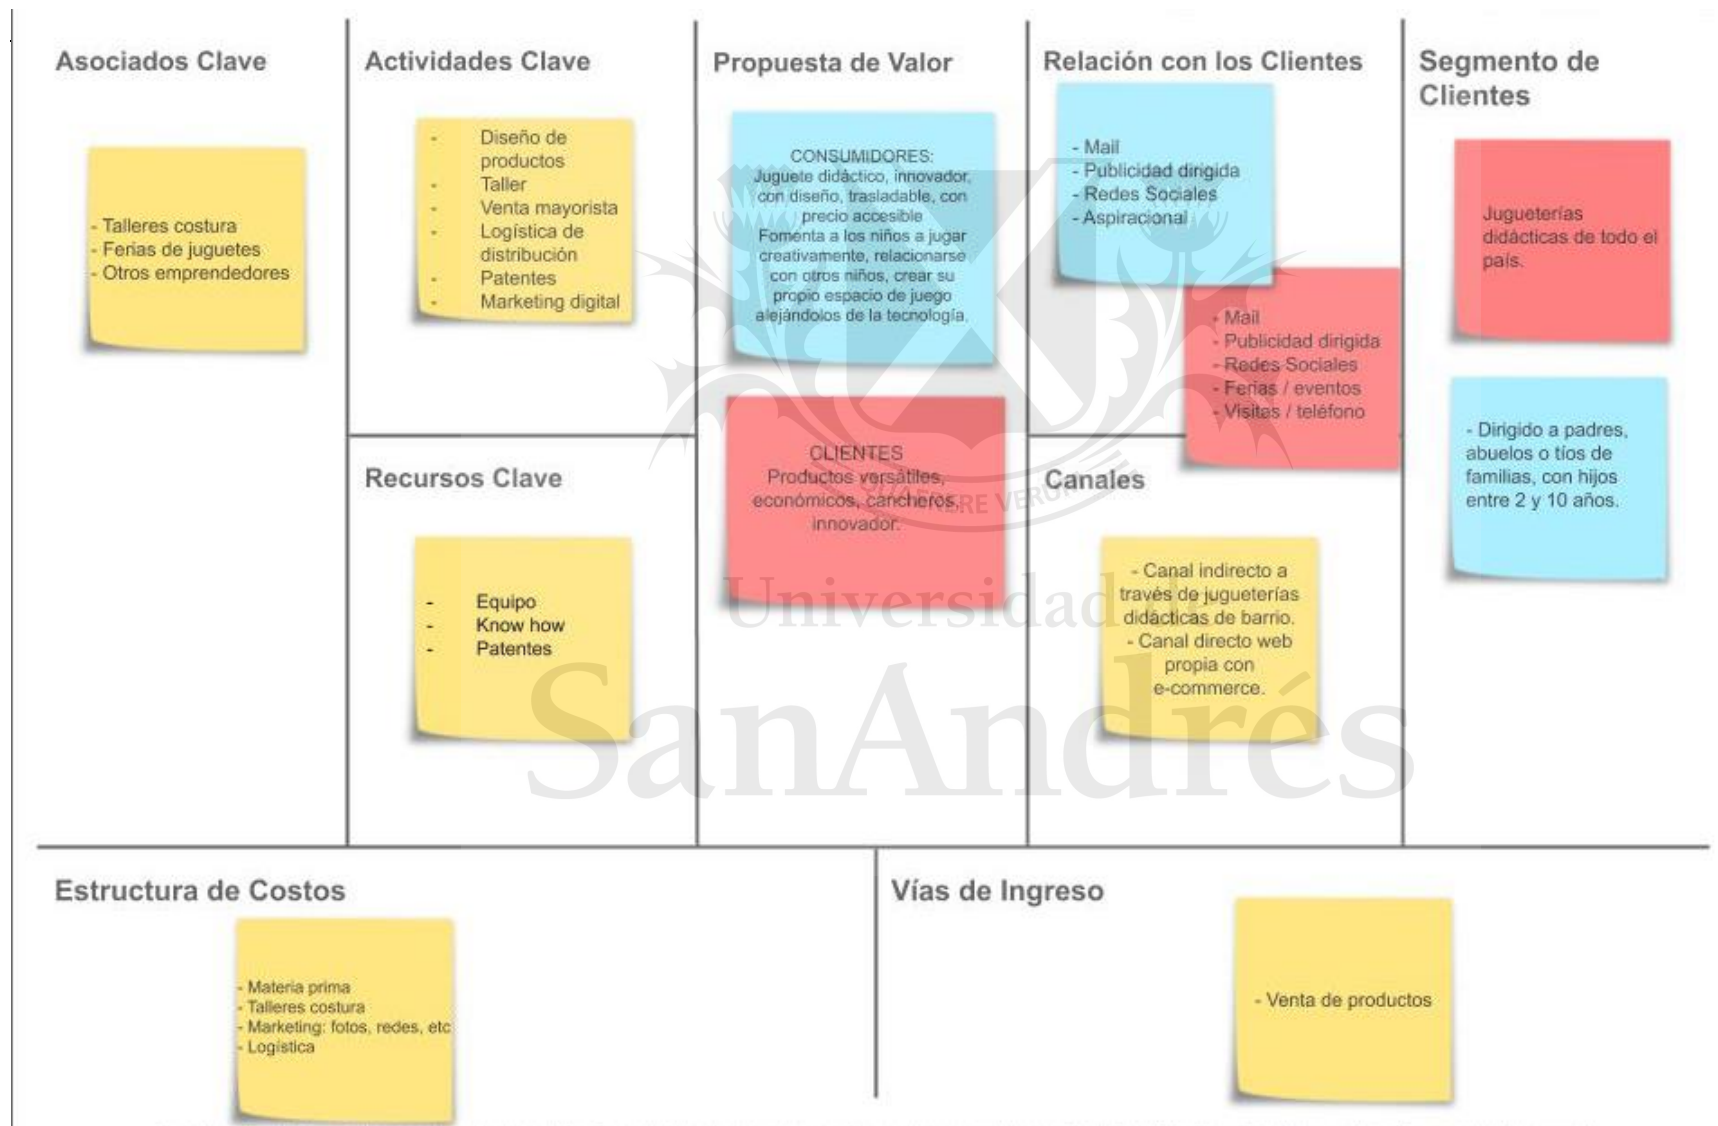 Asociados Clave
- Talleres costura
- Ferias de juguetes
- Otros emprendedores
Actividades Clave
- Diseño de
productos
- Taller
- Venta mayorista
- Logística de
distribución
- Patentes
- Marketing digital
Recursos Clave
- Equipo
- Know how
- Patentes
Propuesta de Valor
CONSUMIDORES:
Juguete didáctico, innovador,
con diseño, trasladable, con
precio accesible
Fomenta a los niños a jugar
creativamente, relacionarse
con otros niños, crear su
propio espacio de juego
alejándolos de la tecnología.
CLIENTES
Productos versátiles,
económicos, cancheros,
innovador.
Relación con los Clientes
- Mail
- Publicidad dirigida
- Redes Sociales
- Aspiracional
- Mail
- Publicidad dirigida
- Redes Sociales
- Ferias / eventos
- Visitas / teléfono
Canales
- Canal indirecto a
través de jugueterías
didácticas de barrio.
- Canal directo web
propia con
e-commerce.
Segmento de
Clientes
Jugueterías
didácticas de todo el
país.
- Dirigido a padres,
abuelos o tíos de
familias, con hijos
entre 2 y 10 años.
Estructura de Costos
- Materia prima
- Talleres costura
- Marketing: fotos, redes, etc
- Logística
Vías de Ingreso
- Venta de productos
Universidad de
SanAndrés